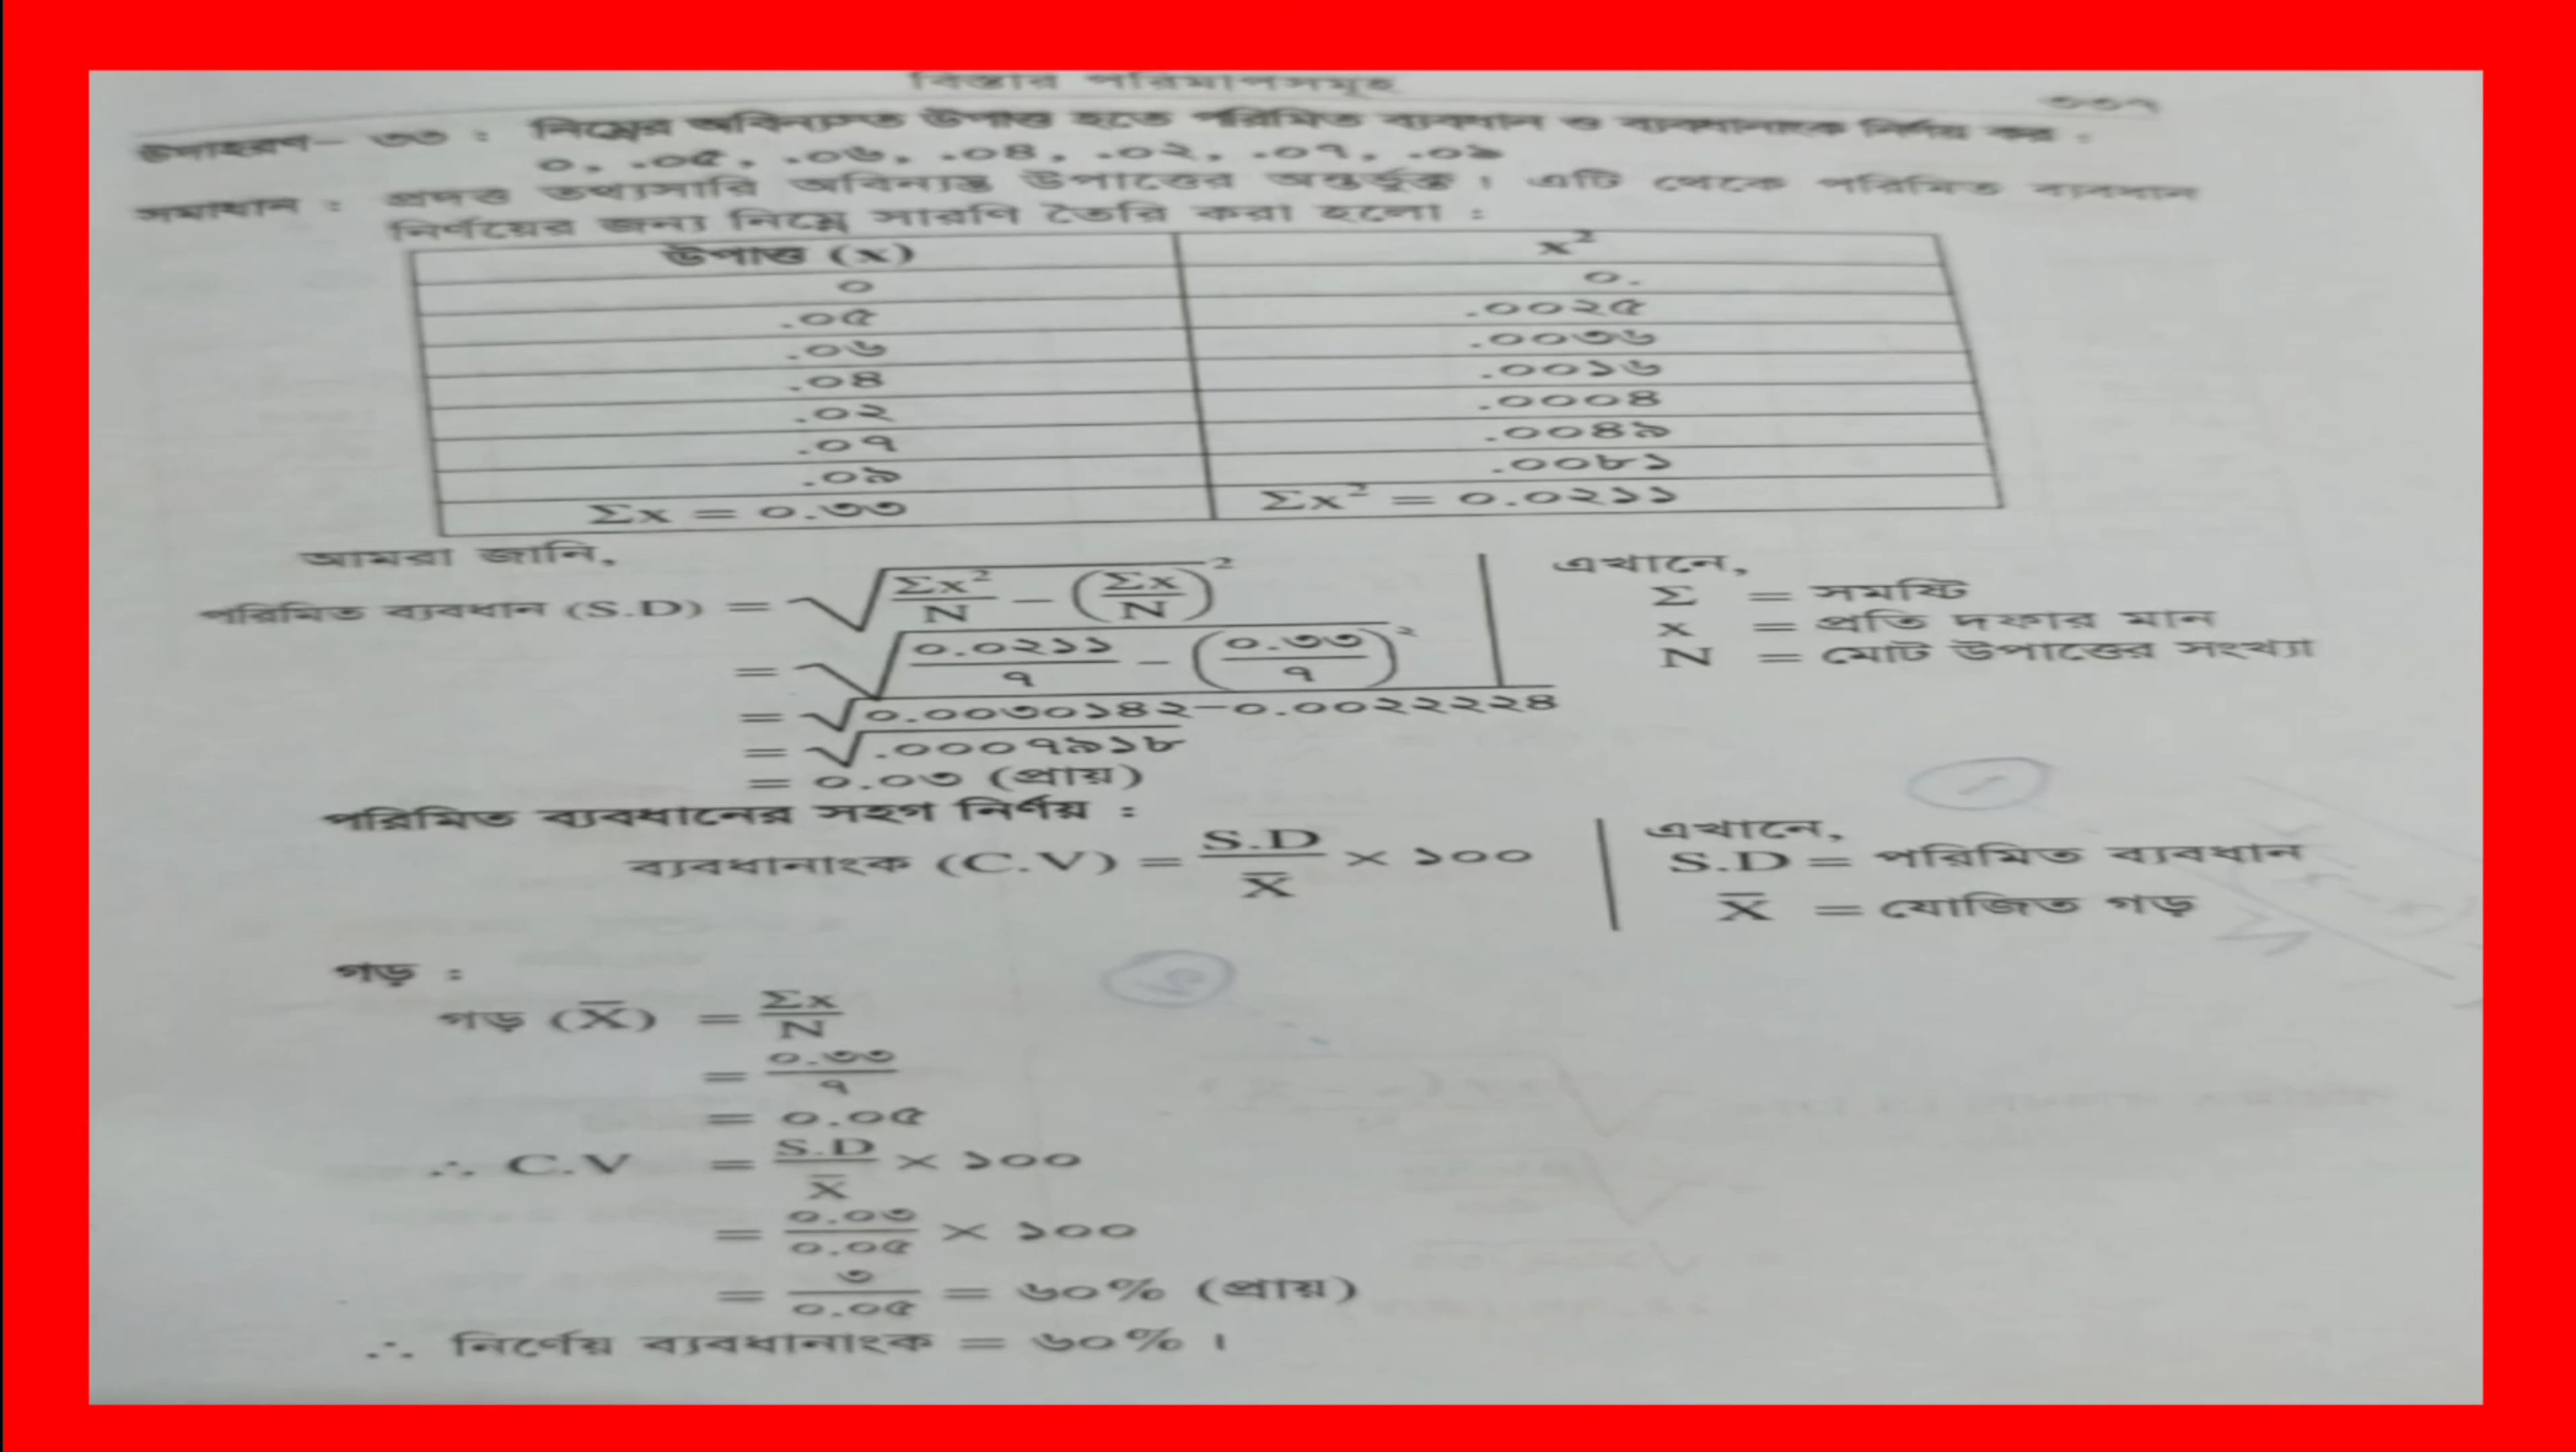 বিস্তার পরিমাপসমূহ
৩৩৭
উদাহরণ- ৩৩ : নিম্নের অবিন্যস্ত উপাত্ত হতে পরিমিত ব্যবধান ও ব্যবধানাংক নির্ণয় কর :
০, .০৫, .০৬, .০৪, .০২, .০৭, .০৯
সমাধান : প্রদত্ত তথ্যসারি অবিন্যস্ত উপাত্তের অন্তর্ভূক্ত। এটি থেকে পরিমিত ব্যবধান
নির্ণয়ের জন্য নিম্নে সারণি তৈরি করা হলো :
উপাত্ত (x) x²
০ ০.
.০৫ .০০২৫
.০৬ .০০৩৬
.০৪ .০০১৬
.০২ .০০০৪
.০৭ .০০৪৯
.০৯ .০০৮১
Σx = ০.৩৩ Σx² = ০.০২১১
আমরা জানি,
পরিমিত ব্যবধান (S.D) = √(Σx²/N − (Σx/N)²)
= √(০.০২১১/৭ − (০.৩৩/৭)²)
= √০.০০৩০১৪২−০.০০২২২২৪
= √.০০০৭৯১৮
= ০.০৩ (প্রায়)
এখানে,
Σ = সমষ্টি
x = প্রতি দফার মান
N = মোট উপাত্তের সংখ্যা
পরিমিত ব্যবধানের সহগ নির্ণয় :
ব্যবধানাংক (C.V) = S.D/X̅ × ১০০
এখানে,
S.D = পরিমিত ব্যবধান
X̅ = যোজিত গড়
গড় :
গড় (X̅) = Σx/N
= ০.৩৩/৭
= ০.০৫
∴ C.V = S.D/X̅ × ১০০
= ০.০৩/০.০৫ × ১০০
= ৩/০.০৫ = ৬০% (প্রায়)
∴ নির্ণেয় ব্যবধানাংক = ৬০%।